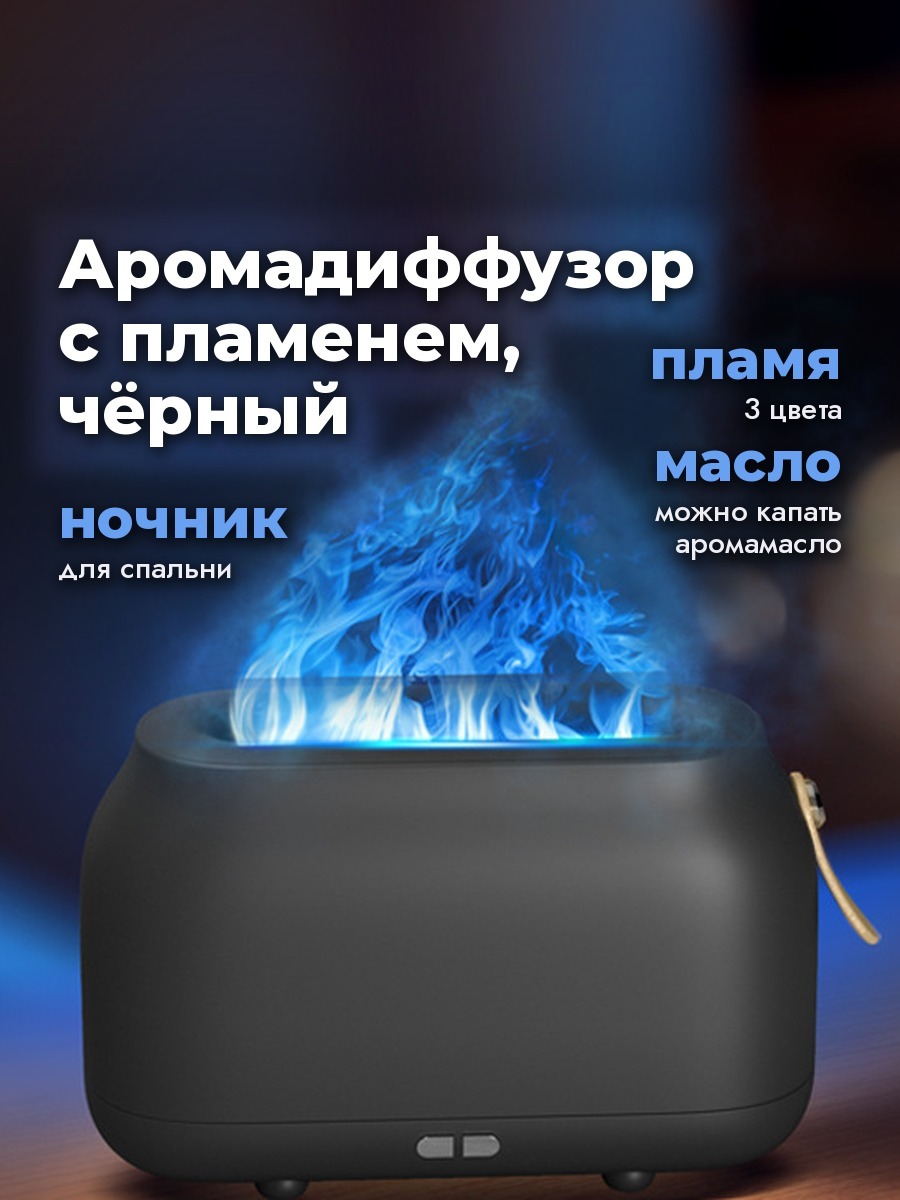 Аромадиффузор
с пламенем,
чёрный
пламя
3 цвета
масло
можно капать
аромамасло
ночник
для спальни